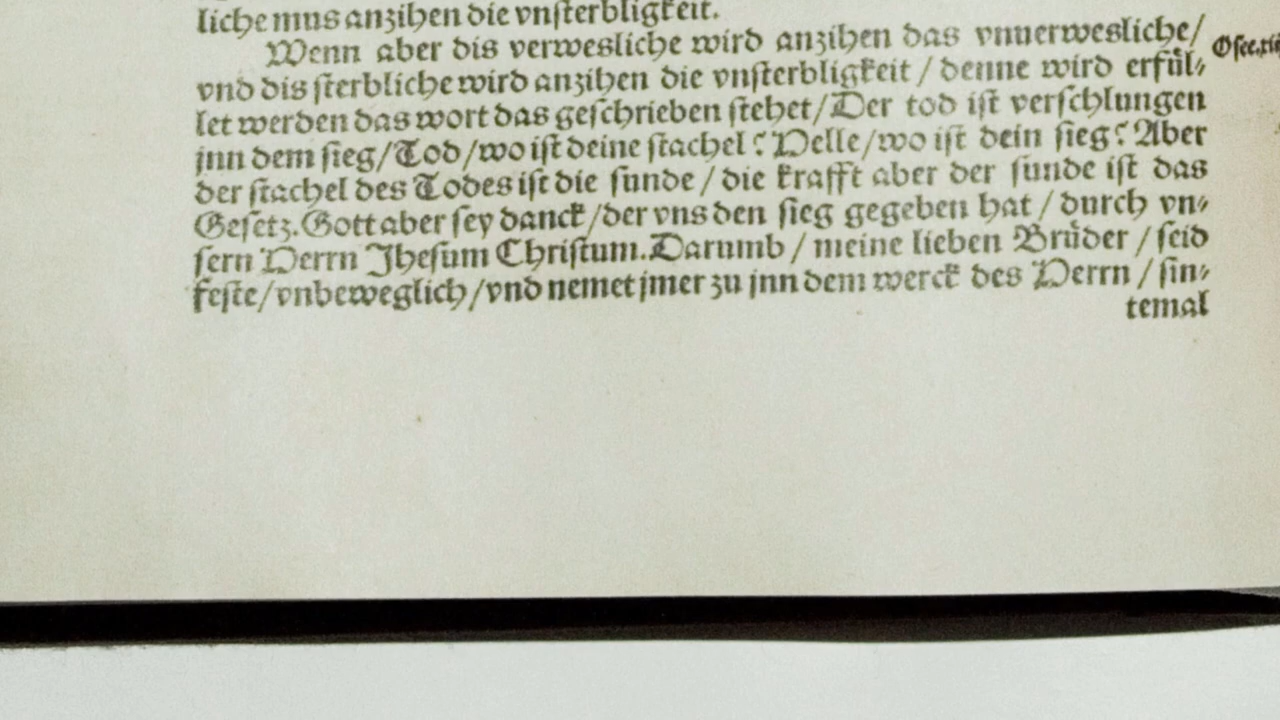 liche mus anzihen die vnſterbligkeit.
Wenn aber dis verwesliche wird anzihen das vnuerwesliche/
vnd dis ſterbliche wird anzihen die vnſterbligkeit / denne wird erfül-
let werden das wort das geſchrieben ſtehet/Der tod iſt verſchlungen
jnn dem ſieg/Tod/wo iſt deine ſtachel? Helle/wo iſt dein ſieg? Aber
der ſtachel des Todes iſt die ſunde / die krafft aber der ſunde iſt das
Geſetz. Gott aber ſey danck/der vns den ſieg gegeben hat / durch vn-
ſern Herrn Jheſum Chriſtum. Darumb / meine lieben Brüder / ſeid
feſte/vnbeweglich/vnd nemet jmer zu jnn dem werck des Herrn / ſin-
temal